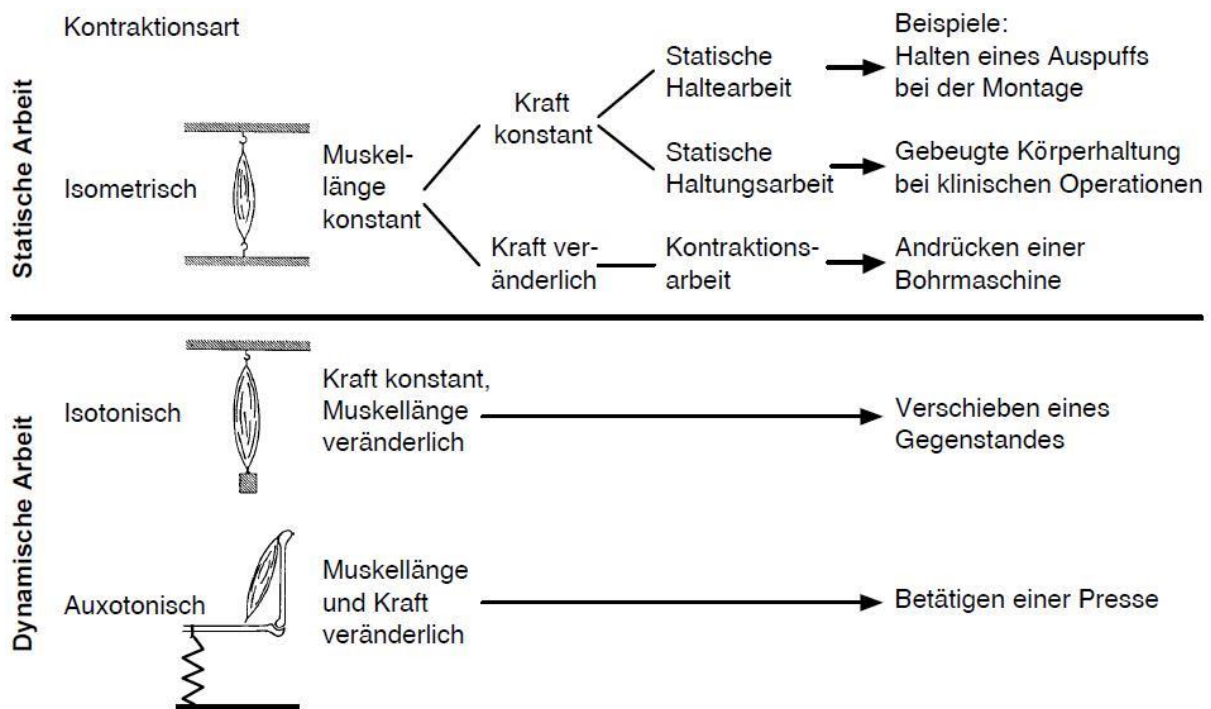 Kontraktionsart
Beispiele:
Statische Arbeit
Isometrisch
Muskel-
länge
konstant
Kraft
konstant
Statische
Haltearbeit
Halten eines Auspuffs
bei der Montage
Statische
Haltungsarbeit
Gebeugte Körperhaltung
bei klinischen Operationen
Kraft ver-
änderlich
Kontraktions-
arbeit
Andrücken einer
Bohrmaschine
Dynamische Arbeit
Isotonisch
Kraft konstant,
Muskellänge
veränderlich
Verschieben eines
Gegenstandes
Auxotonisch
Muskellänge
und Kraft
veränderlich
Betätigen einer Presse